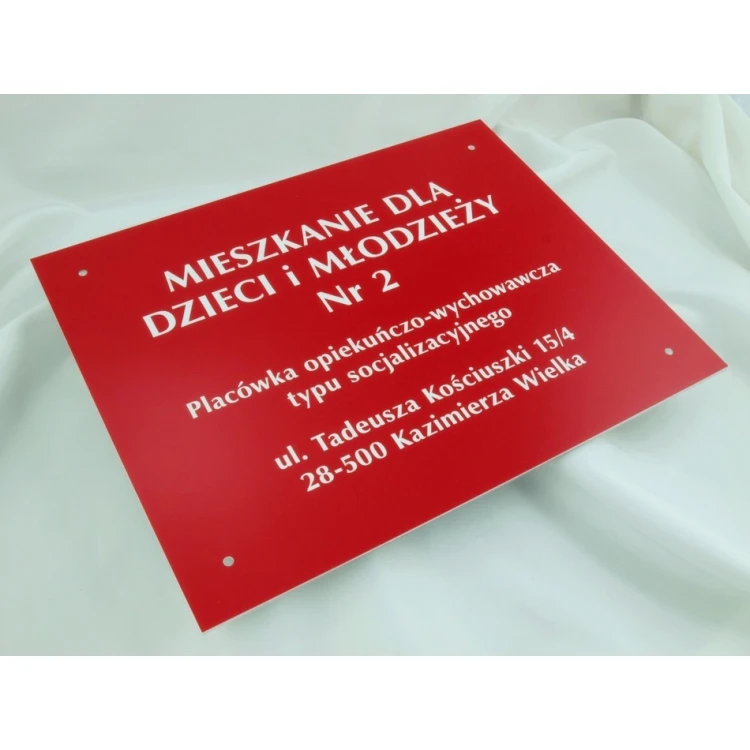 MIESZKANIE DLA
DZIECI i MŁODZIEŻY
Nr 2
Placówka opiekuńczo-wychowawcza
typu socjalizacyjnego
ul. Tadeusza Kościuszki 15/4
28-500 Kazimierza Wielka